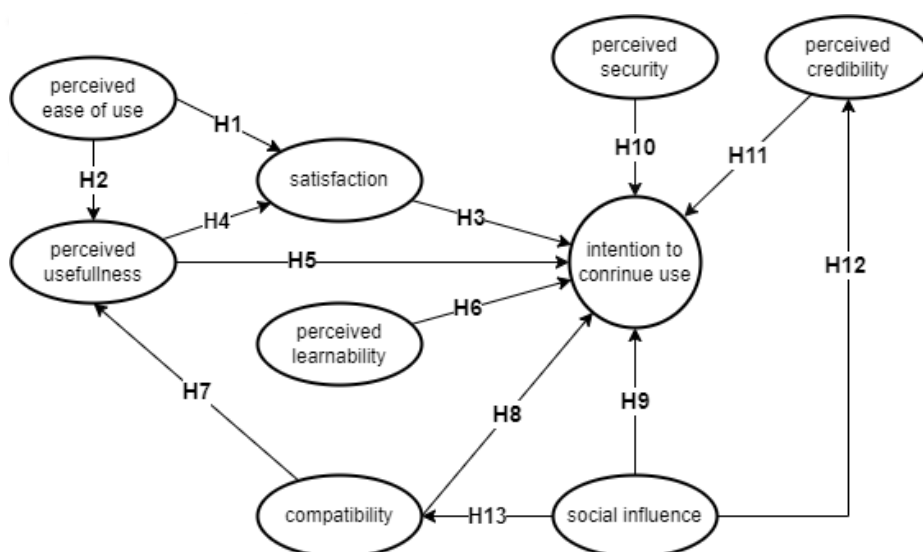 perceived
security
perceived
credibility
perceived
ease of use
H1
H10
H11
H2
satisfaction
H4
H3
perceived
usefullness
H5
intention to
conrinue use
H12
H6
perceived
learnability
H7
H8
H9
compatibility
H13
social influence